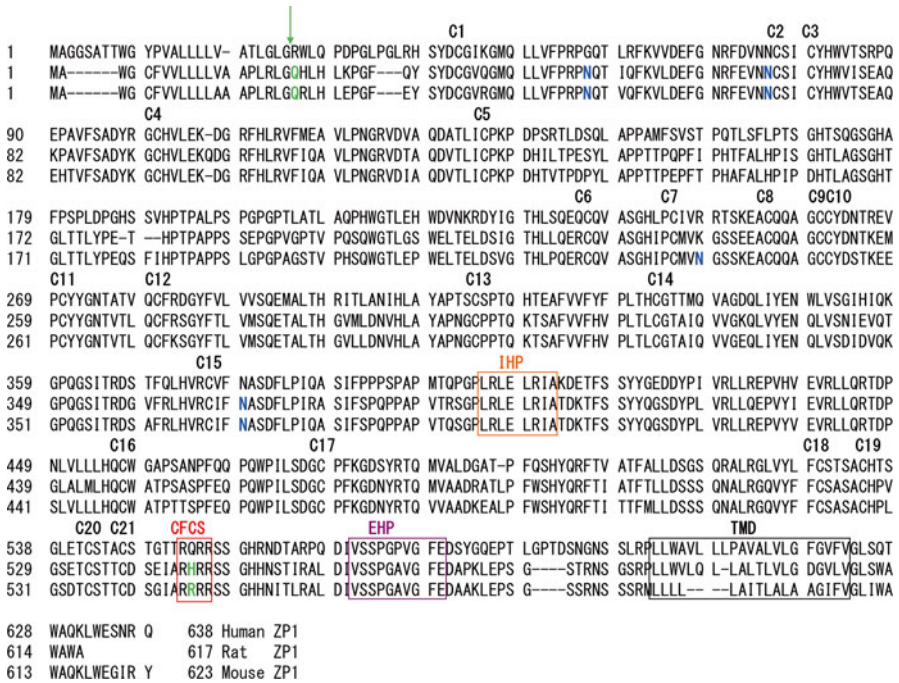 C1 C2 C3
1 MAGGSATTWG YPVALLLLV- ATLGLGRWLQ PDPGLPGLRH SYDCGIKGMQ LLVFPRPGQT LRFKVVDEFG NRFDVNNCSI CYHWVTSRPQ
1 MA------WG CFVVLLLLVA APLRLGQHLH LKPGF---QY SYDCGVQGMQ LLVFPRPNQT IQFKVLDEFG NRFEVNNCSI CYHWVISEAQ
1 MA------WG CFVVLLLLAA APLRLGQRLH LEPGF---EY SYDCGVRGMQ LLVFPRPNQT VQFKVLDEFG NRFEVNNCSI CYHWVTSEAQ
C4 C5
90 EPAVFSADYR GCHVLEK-DG RFHLRVFMEA VLPNGRVDVA QDATLICPKP DPSRTLDSQL APPAMFSVST PQTLSFLPTS GHTSQGSGHA
82 KPAVFSADYK GCHVLEKQDG RFHLRVFIQA VLPNGRVDTA QDVTLICPKP DHILTPESYL APPTTPQPFI PHTFALHPIS GHTLAGSGHT
82 EHTVFSADYK GCHVLEK-DG RFHLRVFIQA VLPNGRVDIA QDVTLICPKP DHTVTPDPYL APPTTPEPFT PHAFALHPIP DHTLAGSGHT
C6 C7 C8 C9C10
179 FPSPLDPGHS SVHPTPALPS PGPGPTLATL AQPHWGTLEH WDVNKRDYIG THLSQEQCQV ASGHLPCIVR RTSKEACQQA GCCYDNTREV
172 GLTTLYPE-T --HPTPAPPS SEPGPVGPTV PQSQWGTLGS WELTELDSIG THLLQERCQV ASGHIPCMVK GSSEEACQQA GCCYDNTKEM
171 GLTTLYPEQS FIHPTPAPPS LGPGPAGSTV PHSQWGTLEP WELTELDSVG THLPQERCQV ASGHIPCMVN GSSKEACQQA GCCYDSTKEE
C11 C12 C13 C14
269 PCYYGNTATV QCFRDGYFVL VVSQEMALTH RITLANIHLA YAPTSCSPTQ HTEAFVVFYF PLTHCGTTMQ VAGDQLIYEN WLVSGIHIQK
259 PCYYGNTVTL QCFRSGYFTL VMSQETALTH GVMLDNVHLA YAPNGCPPTQ KTSAFVVFHV PLTLCGTAIQ VVGKQLVYEN QLVSNIEVQT
261 PCYYGNTVTL QCFKSGYFTL VMSQETALTH GVLLDNVHLA YAPNGCPPTQ KTSAFVVFHV PLTLCGTAIQ VVGEQLIYEN QLVSDIDVQK
C15 IHP
359 GPQGSITRDS TFQLHVRCVF NASDFLPIQA SIFPPPSPAP MTQPGPLRLE LRIAKDETFS SYYGEDDYPI VRLLREPVHV EVRLLQRTDP
349 GPQGSITRDG VFRLHVRCIF NASDFLPIRA SIFSPQPPAP VTRSGPLRLE LRIATDKTFS SYYQGSDYPL VRLLQEPVYI EVRLLQRTDP
351 GPQGSITRDS AFRLHVRCIF NASDFLPIQA SIFSPQPPAP VTQSGPLRLE LRIATDKTFS SYYQGSDYPL VRLLREPVYV EVRLLQRTDP
C16 C17 C18 C19
449 NLVLLLHQCW GAPSANPFQQ PQWPILSDGC PFKGDSYRTQ MVALDGAT-P FQSHYQRFTV ATFALLDSGS QRALRGLVYL FCSTSACHTS
439 GLALMLHQCW ATPSASPFEQ PQWPILSDGC PFKGDNYRTQ MVAADRATLP FWSHYQRFTI ATFTLLDSSS QNALRGQVYF FCSASACHPV
441 SLVLLLHQCW ATPTTSPFEQ PQWPILSDGC PFKGDNYRTQ VVAADKEALP FWSHYQRFTI TTFMLLDSSS QNALRGQVYF FCSASACHPL
C20 C21 CFCS EHP TMD
538 GLETCSTACS TGTTRQRRSS GHRNDTARPQ DIVSSPGPVG FEDSYGQEPT LGPTDSNGNS SLRPLLWAVL LLPAVALVLG FGVFVGLSQT
529 GSETCSTTCD SEIARHRRSS GHHNSTIRAL DIVSSPGAVG FEDAPKLEPS G----STRNS GSRPLLWVLQ L-LALTLVLG DGVLVGLSWA
531 GSDTCSTTCD SGIARRRRSS GHHNITLRAL DIVSSPGAVG FEDAAKLEPS G----SSRNS SSRMLLLL-- --LAITLALA AGIFVGLIWA
628 WAQKLWESNR Q 638 Human ZP1
614 WAWA 617 Rat ZP1
613 WAQKLWEGIR Y 623 Mouse ZP1